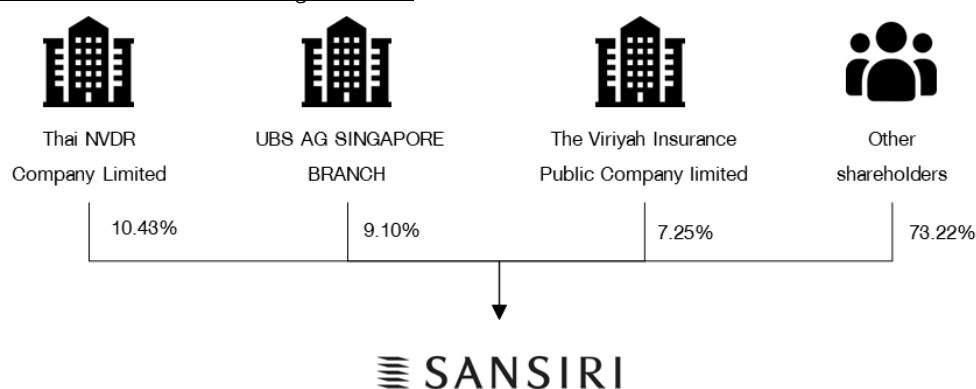 Thai NVDR
Company Limited
UBS AG SINGAPORE
BRANCH
The Viriyah Insurance
Public Company limited
Other
shareholders
10.43%
9.10%
7.25%
73.22%
SANSIRI